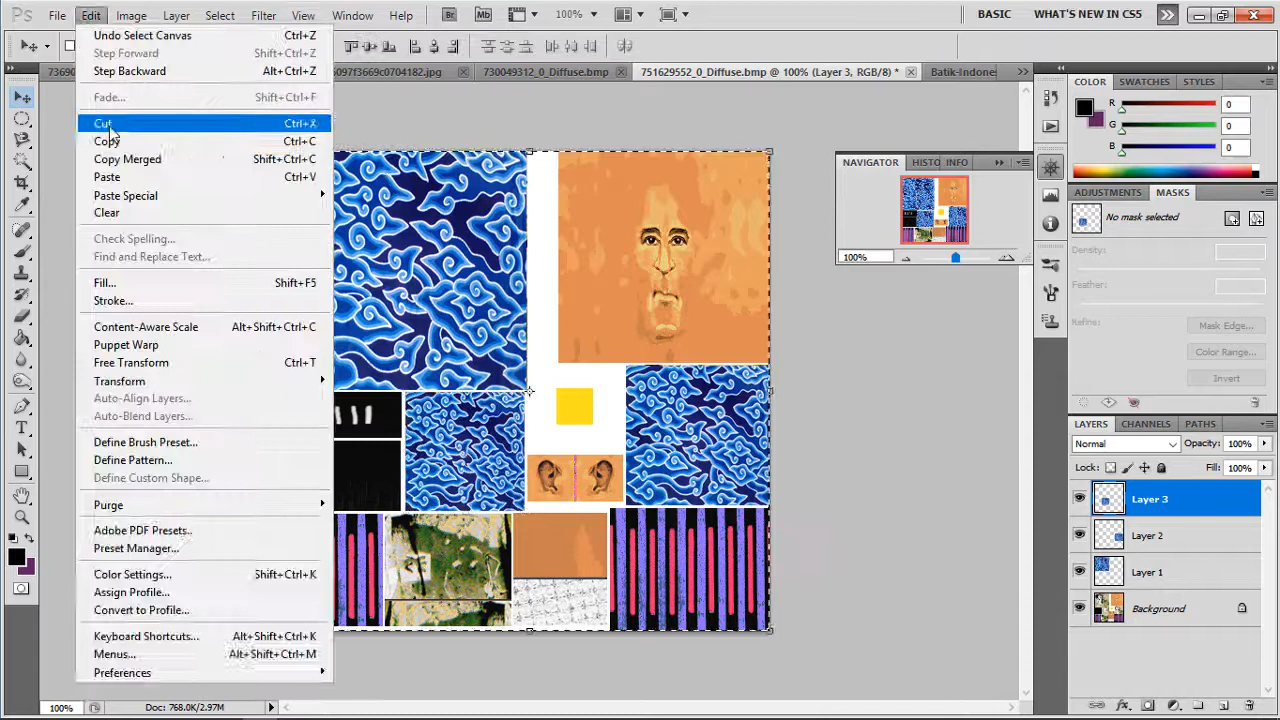 File Edit Image Layer Select Filter View Window Help Br Mb 100% BASIC WHAT'S NEW IN CS5
097f3669c0704182.jpg 730049312_0_Diffuse.bmp 751629552_0_Diffuse.bmp @ 100% (Layer 3, RGB/8) * Batik-Indone
Undo Select Canvas Ctrl+Z
Step Forward Shift+Ctrl+Z
Step Backward Alt+Ctrl+Z
Fade... Shift+Ctrl+F
Cut Ctrl+X
Copy Ctrl+C
Copy Merged Shift+Ctrl+C
Paste Ctrl+V
Paste Special
Clear
Check Spelling...
Find and Replace Text...
Fill... Shift+F5
Stroke...
Content-Aware Scale Alt+Shift+Ctrl+C
Puppet Warp
Free Transform Ctrl+T
Transform
Auto-Align Layers...
Auto-Blend Layers...
Define Brush Preset...
Define Pattern...
Define Custom Shape...
Purge
Adobe PDF Presets...
Preset Manager...
Color Settings... Shift+Ctrl+K
Assign Profile...
Convert to Profile...
Keyboard Shortcuts... Alt+Shift+Ctrl+K
Menus... Alt+Shift+Ctrl+M
Preferences
NAVIGATOR HISTO INFO
100%
COLOR SWATCHES STYLES
R 0
G 0
B 0
ADJUSTMENTS MASKS
No mask selected
Density:
Feather:
Refine: Mask Edge...
Color Range...
Invert
LAYERS CHANNELS PATHS
Normal Opacity: 100%
Lock: Fill: 100%
Layer 3
Layer 2
Layer 1
Background
100% Doc: 768.0K/2.97M